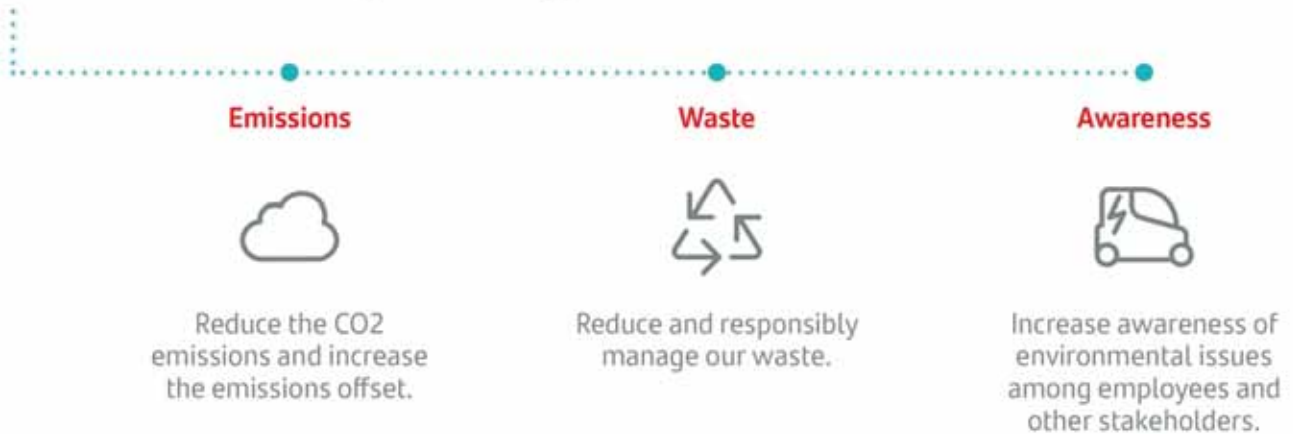 Emissions
Reduce the CO2
emissions and increase
the emissions offset.
Waste
Reduce and responsibly
manage our waste.
Awareness
Increase awareness of
environmental issues
among employees and
other stakeholders.